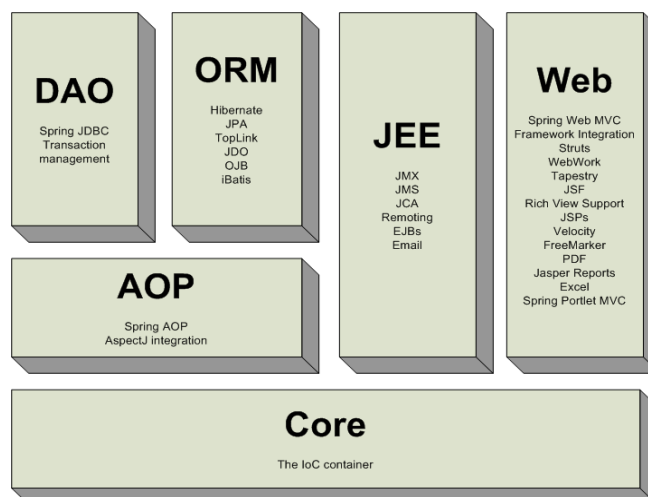 DAO
Spring JDBC
Transaction
management
ORM
Hibernate
JPA
TopLink
JDO
OJB
iBatis
JEE
JMX
JMS
JCA
Remoting
EJBs
Email
Web
Spring Web MVC
Framework Integration
Struts
WebWork
Tapestry
JSF
Rich View Support
JSPs
Velocity
FreeMarker
PDF
Jasper Reports
Excel
Spring Portlet MVC
AOP
Spring AOP
AspectJ integration
Core
The IoC container